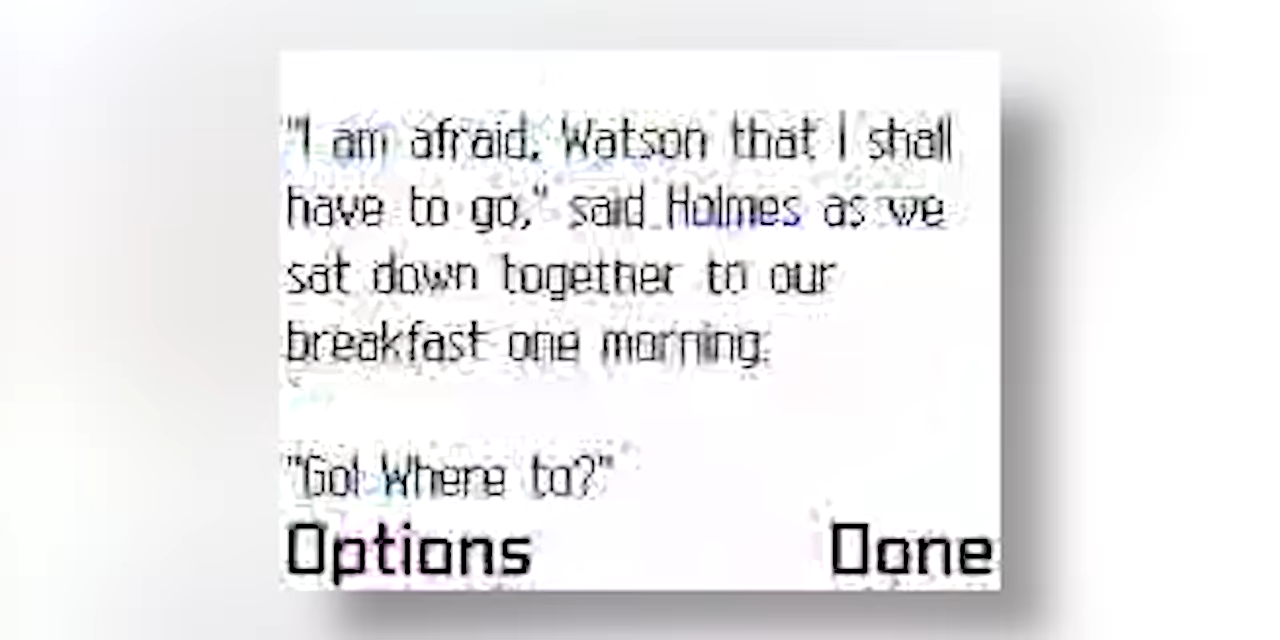 "I am afraid, Watson that I shall
have to go," said Holmes as we
sat down together to our
breakfast one morning.
"Go! Where to?"
Options Done